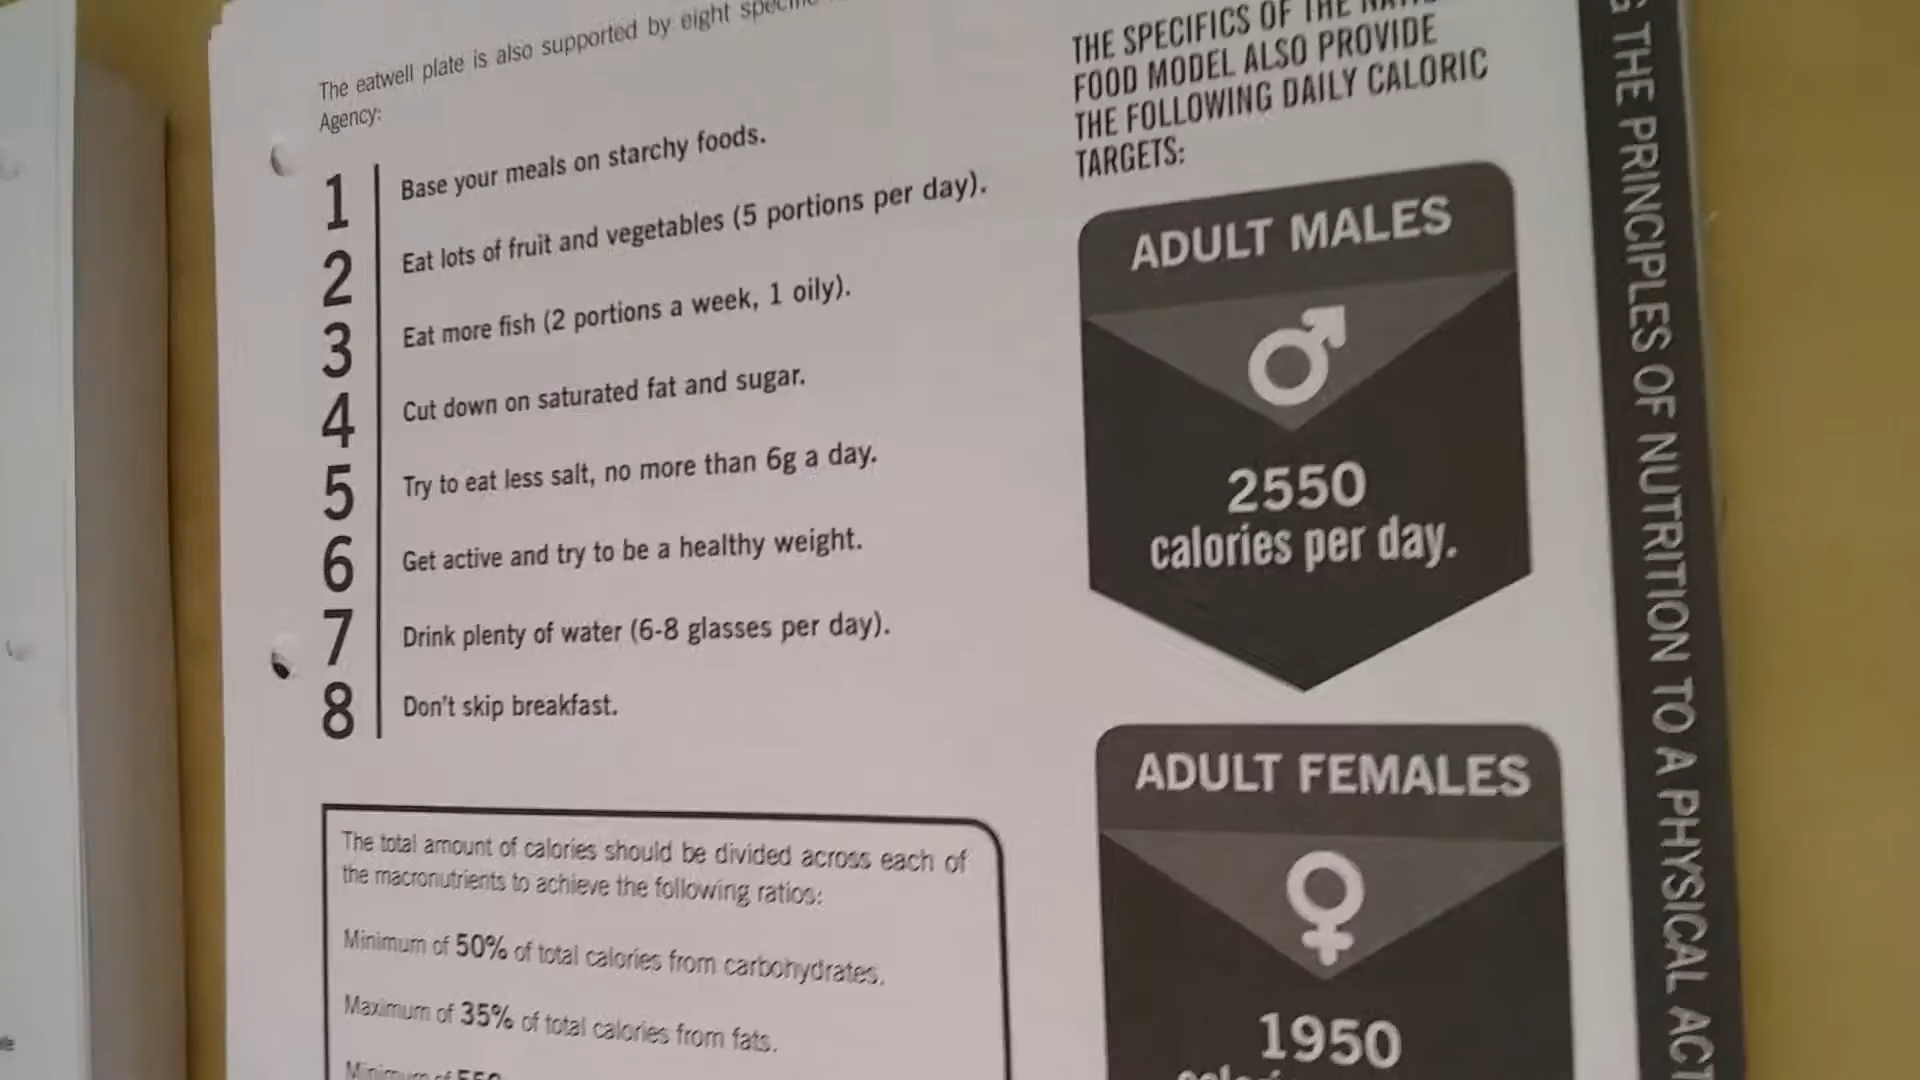 The eatwell plate is also supported by eight
Agency:
1 Base your meals on starchy foods.
2 Eat lots of fruit and vegetables (5 portions per day).
3 Eat more fish (2 portions a week, 1 oily).
4 Cut down on saturated fat and sugar.
5 Try to eat less salt, no more than 6g a day.
6 Get active and try to be a healthy weight.
7 Drink plenty of water (6-8 glasses per day).
8 Don't skip breakfast.
The total amount of calories should be divided across each of
the macronutrients to achieve the following ratios:
Minimum of 50% of total calories from carbohydrates.
Maximum of 35% of total calories from fats.
Minimum of
THE SPECIFICS OF THE
FOOD MODEL ALSO PROVIDE
THE FOLLOWING DAILY CALORIC
TARGETS:
ADULT MALES
2550
calories per day.
ADULT FEMALES
1950
THE PRINCIPLES OF NUTRITION TO A PHYSICAL